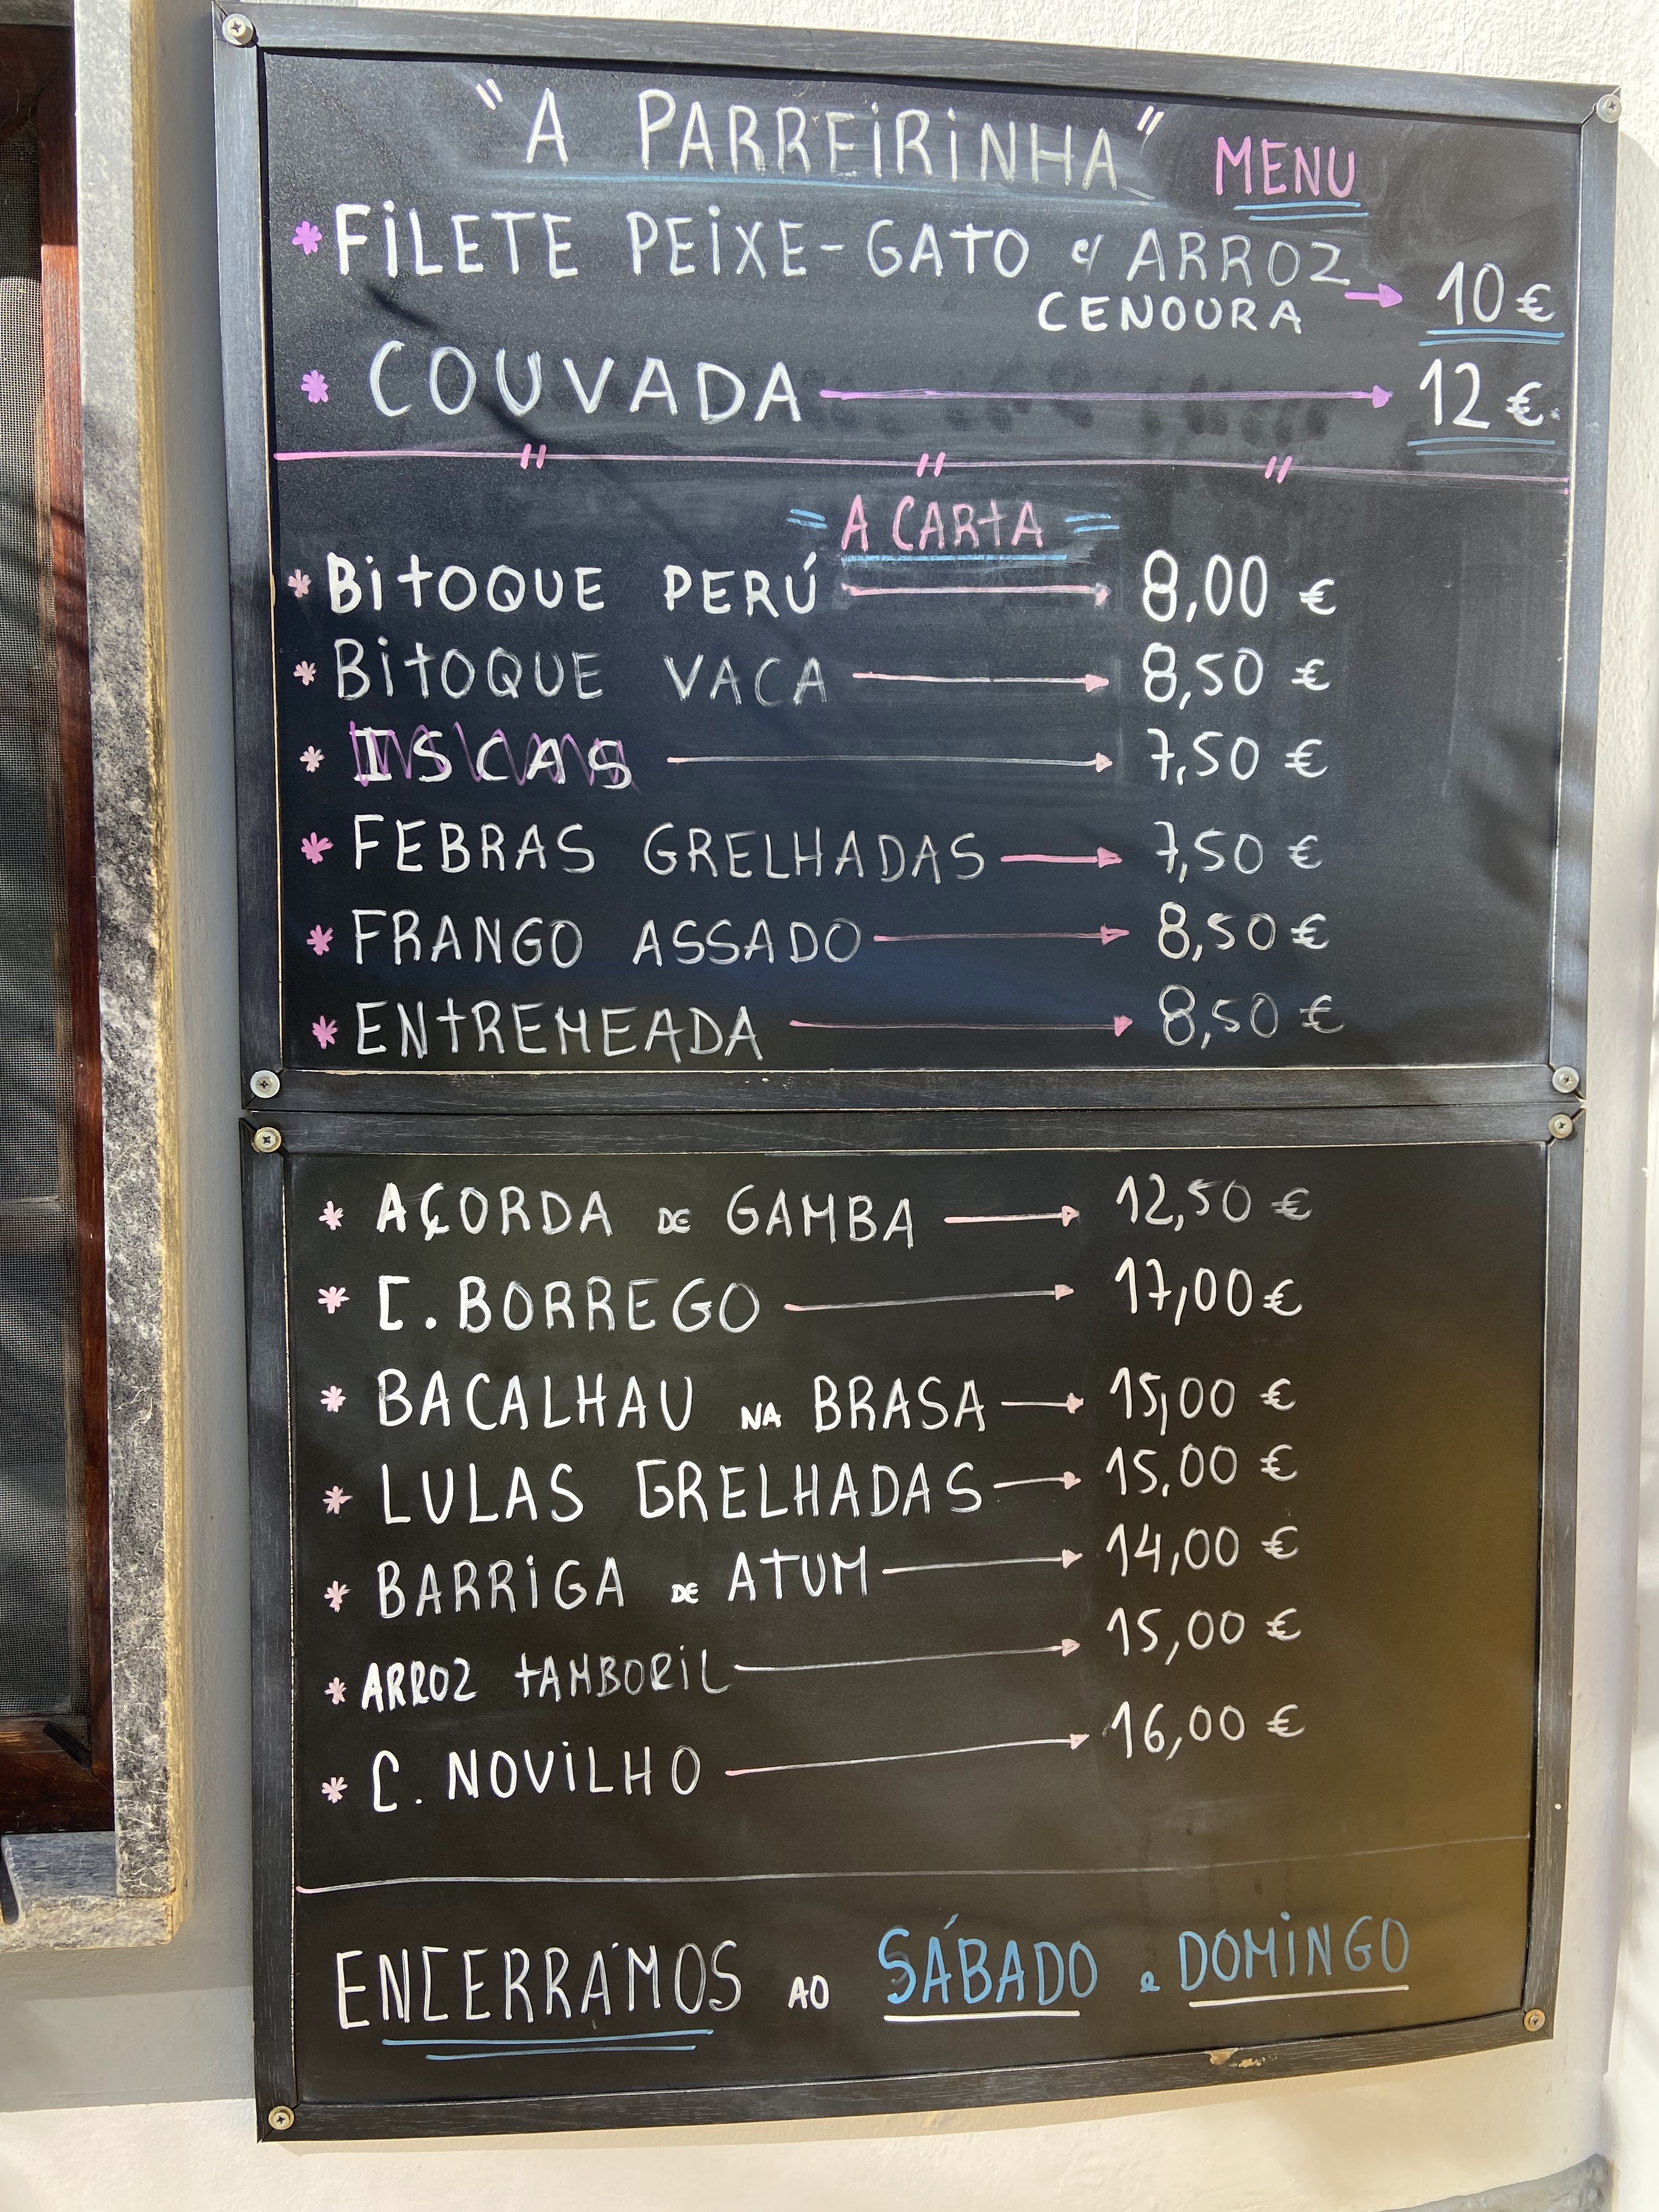 "A PARREIRINHA" MENU
* FILETE PEIXE-GATO c/ ARROZ
CENOURA → 10 €
* COUVADA → 12 €.
= A CARTA =
* BITOQUE PERÚ → 8,00 €
* BITOQUE VACA → 8,50 €
* ISCAS → 7,50 €
* FEBRAS GRELHADAS → 7,50 €
* FRANGO ASSADO → 8,50 €
* ENTREMEADA → 8,50 €
* AÇORDA DE GAMBA → 12,50 €
* C. BORREGO → 17,00 €
* BACALHAU NA BRASA → 15,00 €
* LULAS GRELHADAS → 15,00 €
* BARRIGA DE ATUM → 14,00 €
* ARROZ TAMBORIL → 15,00 €
* C. NOVILHO → 16,00 €
ENCERRÁMOS AO SÁBADO e DOMINGO